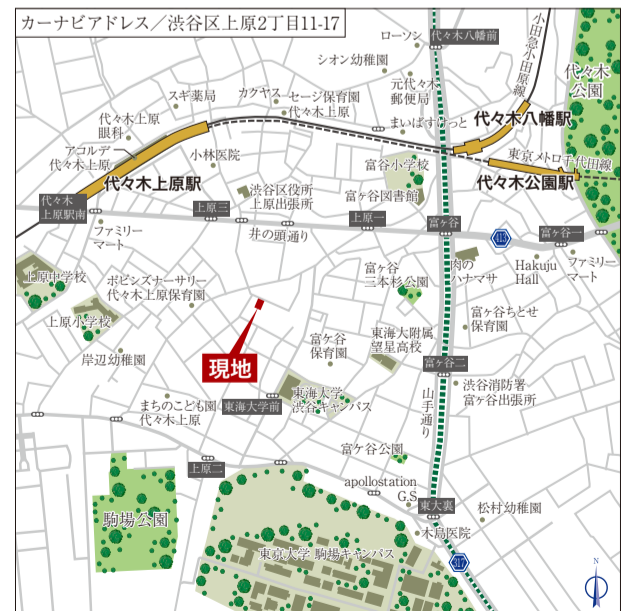 カーナビアドレス／渋谷区上原2丁目11-17
ローソン
代々木八幡前
小田急小田原線
シオン幼稚園
代々木
公園
元代々木
郵便局
スギ薬局
カクヤス
セージ保育園
代々木上原
まいばすけっと
代々木八幡駅
代々木上原
眼科
アコルデ
代々木上原
小林医院
富谷小学校
東京メトロ千代田線
代々木公園駅
代々木上原駅
渋谷区役所
上原出張所
富ヶ谷図書館
代々木
上原駅南
上原三
上原一
富ヶ谷
413
富ヶ谷一
ファミリー
マート
井の頭通り
上原中学校
ポピンズナーサリー
代々木上原保育園
富ヶ谷
三本杉公園
肉の
ハナマサ
Hakuju
Hall
ファミリー
マート
上原小学校
富ヶ谷ちとせ
保育園
岸辺幼稚園
現地
富ケ谷
保育園
東海大附属
望星高校
富ヶ谷二
山手通り
渋谷消防署
富ヶ谷出張所
まちのこども園
代々木上原
東海大学前
東海大学
渋谷キャンパス
富ケ谷公園
上原二
apollostation
G.S
駒場公園
東大裏
松村幼稚園
木島医院
東京大学 駒場キャンパス
317
N